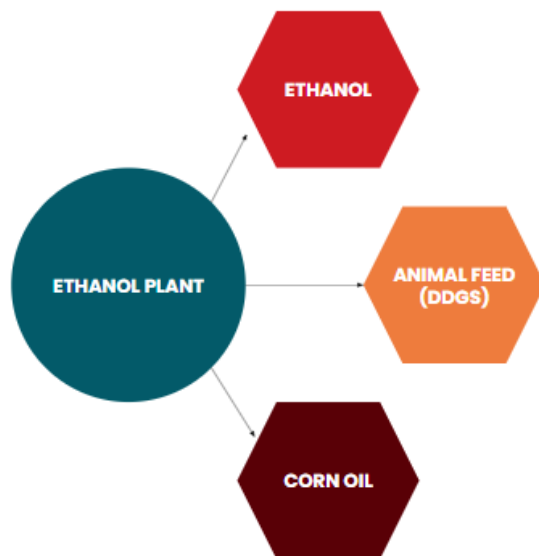 ETHANOL
ETHANOL PLANT
ANIMAL FEED
(DDGS)
CORN OIL